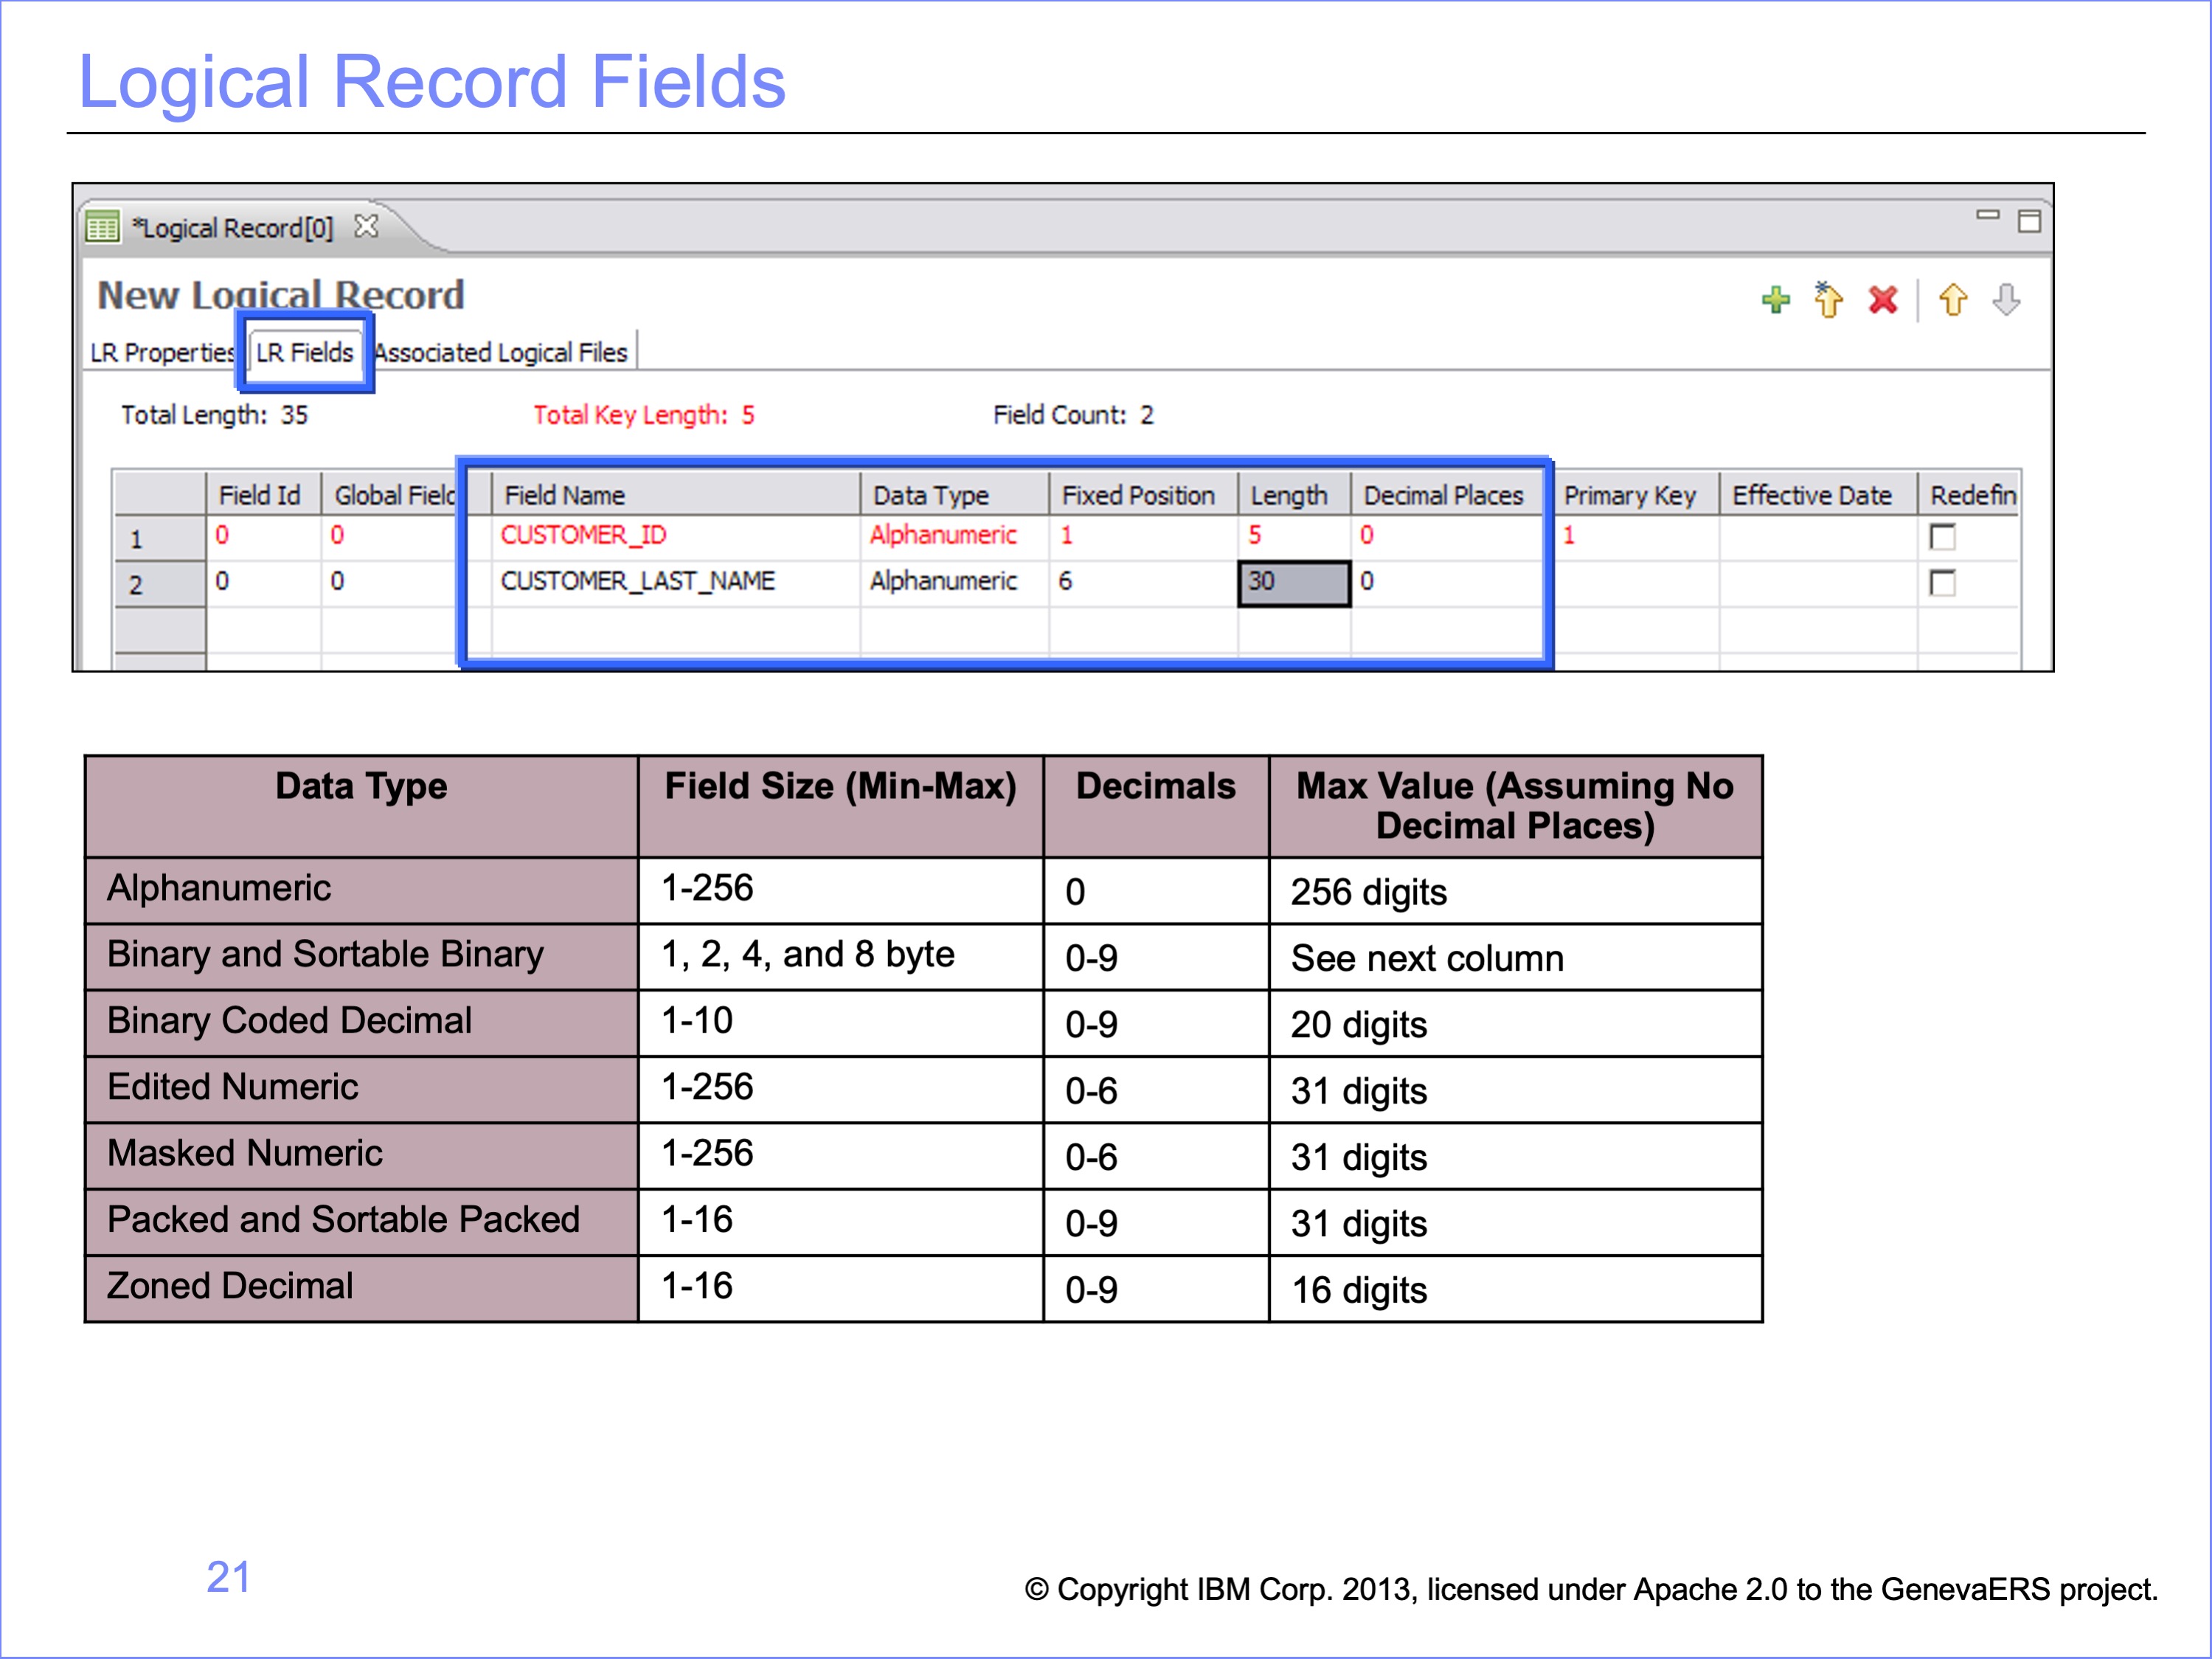 Logical Record Fields
*Logical Record[0]
New Logical Record
LR Properties LR Fields Associated Logical Files
Total Length: 35 Total Key Length: 5 Field Count: 2
Field Id Global Field Field Name Data Type Fixed Position Length Decimal Places Primary Key Effective Date Redefin
1 0 0 CUSTOMER_ID Alphanumeric 1 5 0 1
2 0 0 CUSTOMER_LAST_NAME Alphanumeric 6 30 0
Data Type Field Size (Min-Max) Decimals Max Value (Assuming No
Decimal Places)
Alphanumeric 1-256 0 256 digits
Binary and Sortable Binary 1, 2, 4, and 8 byte 0-9 See next column
Binary Coded Decimal 1-10 0-9 20 digits
Edited Numeric 1-256 0-6 31 digits
Masked Numeric 1-256 0-6 31 digits
Packed and Sortable Packed 1-16 0-9 31 digits
Zoned Decimal 1-16 0-9 16 digits
21
© Copyright IBM Corp. 2013, licensed under Apache 2.0 to the GenevaERS project.